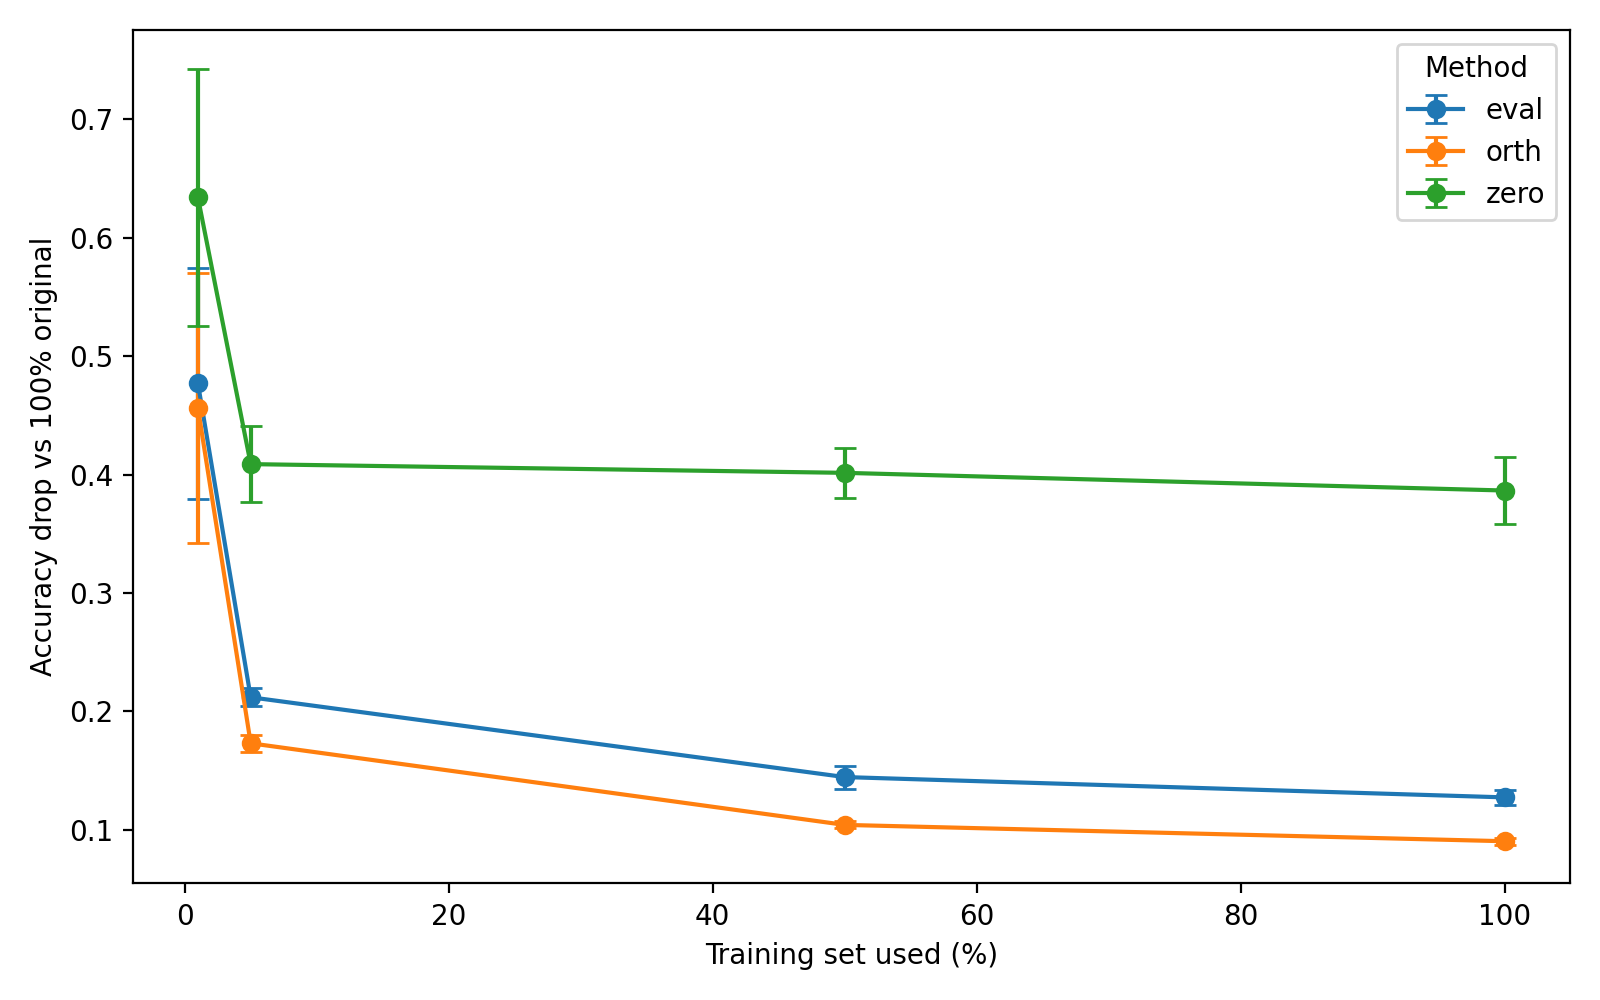 Method
eval
orth
zero
Accuracy drop vs 100% original
0.7
0.6
0.5
0.4
0.3
0.2
0.1
0 20 40 60 80 100
Training set used (%)